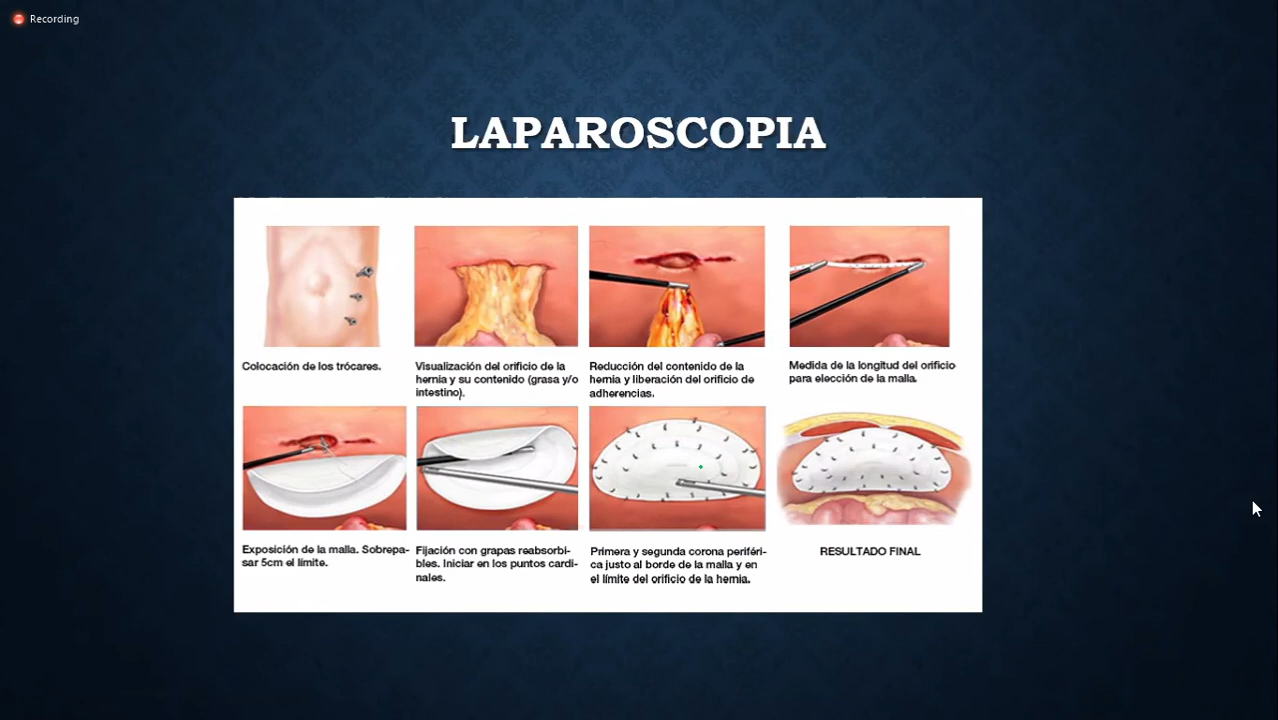 Recording
LAPAROSCOPIA
Colocación de los trócares.
Visualización del orificio de la
hernia y su contenido (grasa y/o
intestino).
Reducción del contenido de la
hernia y liberación del orificio de
adherencias.
Medida de la longitud del orificio
para elección de la malla.
Exposición de la malla. Sobrepa-
sar 5cm el límite.
Fijación con grapas reabsorbi-
bles. Iniciar en los puntos cardi-
nales.
Primera y segunda corona periféri-
ca justo al borde de la malla y en
el límite del orificio de la hernia.
RESULTADO FINAL